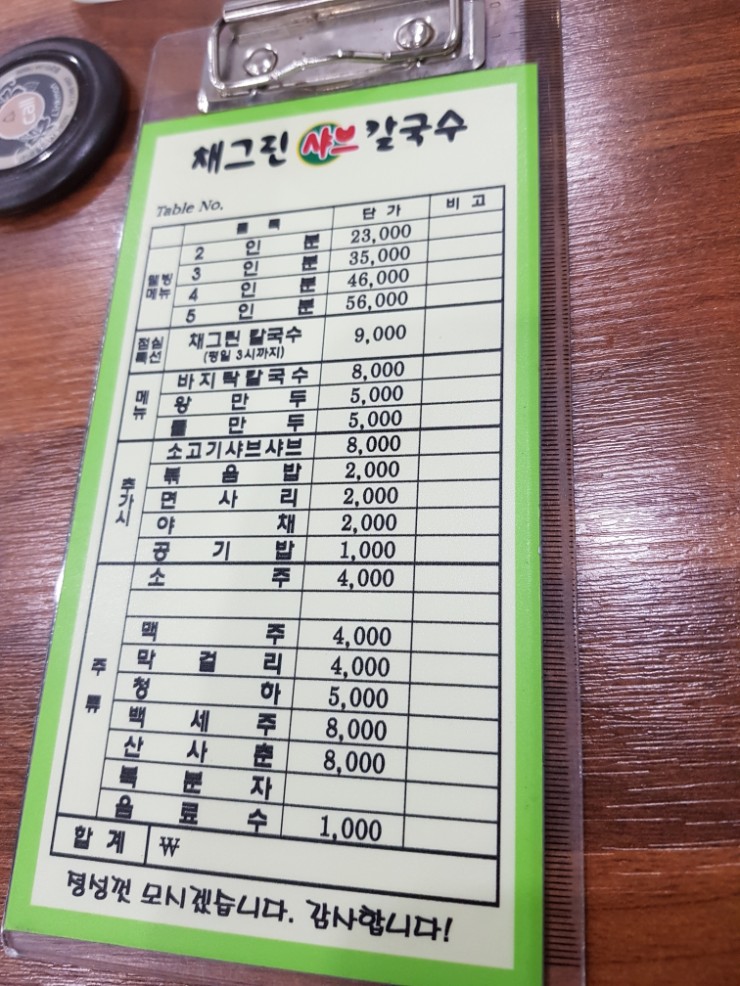 채그린 샤브 칼국수
Table No.
품 목 단 가 비 고
웰빙 메뉴
2 인 분 23,000
3 인 분 35,000
4 인 분 46,000
5 인 분 56,000
점심 특선 채그린 칼국수 9,000
(평일 3시까지)
메뉴
바지락칼국수 8,000
왕 만 두 5,000
물 만 두 5,000
추가시
소고기샤브샤브 8,000
볶 음 밥 2,000
면 사 리 2,000
야 채 2,000
공 기 밥 1,000
주 류
소 주 4,000
맥 주 4,000
막 걸 리 4,000
청 하 5,000
백 세 주 8,000
산 사 춘 8,000
복 분 자
음 료 수 1,000
합 계 ₩
정성껏 모시겠습니다. 감사합니다!